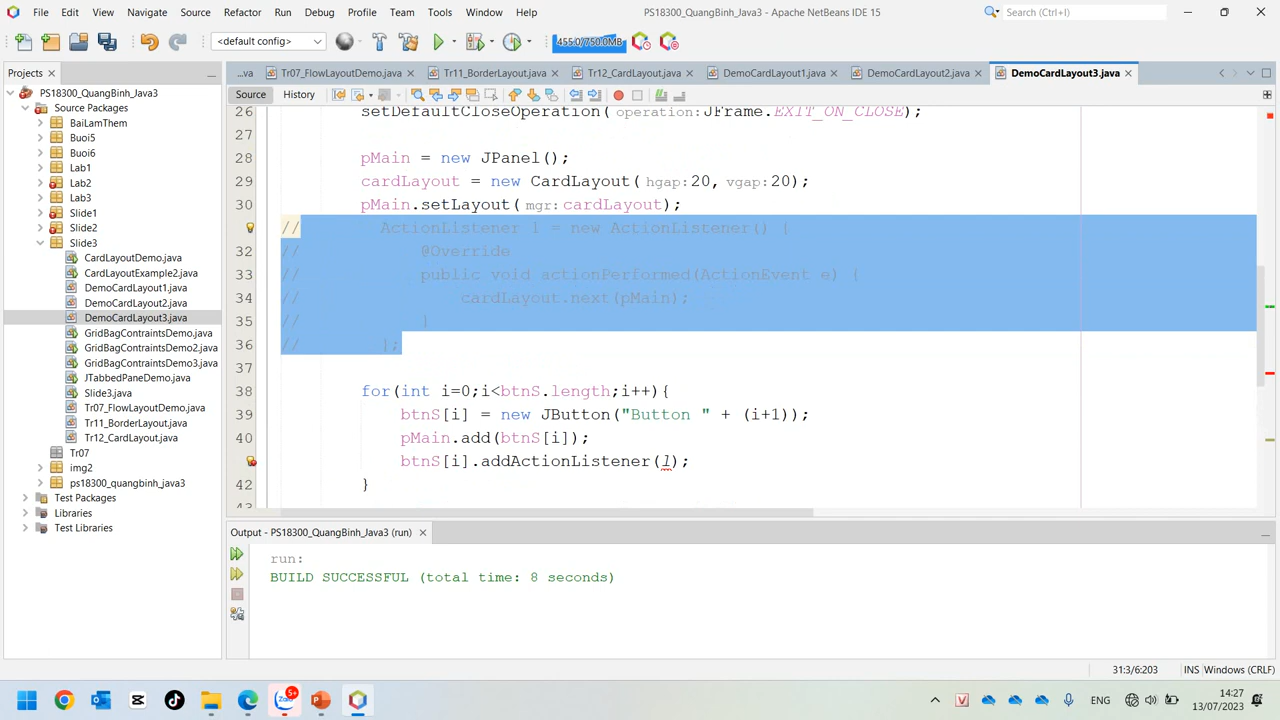 File Edit View Navigate Source Refactor Run Debug Profile Team Tools Window Help PS18300_QuangBinh_Java3 - Apache NetBeans IDE 15 Search (Ctrl+I)
<default config> 455.0/750.0MB
Projects
...va Tr07_FlowLayoutDemo.java Tr11_BorderLayout.java Tr12_CardLayout.java DemoCardLayout1.java DemoCardLayout2.java DemoCardLayout3.java
Source History
PS18300_QuangBinh_Java3
Source Packages
BaiLamThem
Buoi5
Buoi6
Lab1
Lab2
Lab3
Slide1
Slide2
Slide3
CardLayoutDemo.java
CardLayoutExample2.java
DemoCardLayout1.java
DemoCardLayout2.java
DemoCardLayout3.java
GridBagContraintsDemo.java
GridBagContraintsDemo2.java
GridBagContraintsDemo3.java
JTabbedPaneDemo.java
Slide3.java
Tr07_FlowLayoutDemo.java
Tr11_BorderLayout.java
Tr12_CardLayout.java
Tr07
img2
ps18300_quangbinh_java3
Test Packages
Libraries
Test Libraries
26 setDefaultCloseOperation( operation:JFrame.EXIT_ON_CLOSE);
27
28 pMain = new JPanel();
29 cardLayout = new CardLayout( hgap:20, vgap:20);
30 pMain.setLayout( mgr:cardLayout);
// ActionListener l = new ActionListener() {
32 // @Override
33 // public void actionPerformed(ActionEvent e) {
34 // cardLayout.next(pMain);
35 // }
36 // };
37
38 for(int i=0;i<btnS.length;i++){
39 btnS[i] = new JButton("Button " + (i+1));
40 pMain.add(btnS[i]);
btnS[i].addActionListener(l);
42 }
43
Output - PS18300_QuangBinh_Java3 (run)
run:
BUILD SUCCESSFUL (total time: 8 seconds)
31:3/6:203 INS Windows (CRLF)
5+
Zalo
V
ENG
14:27
13/07/2023